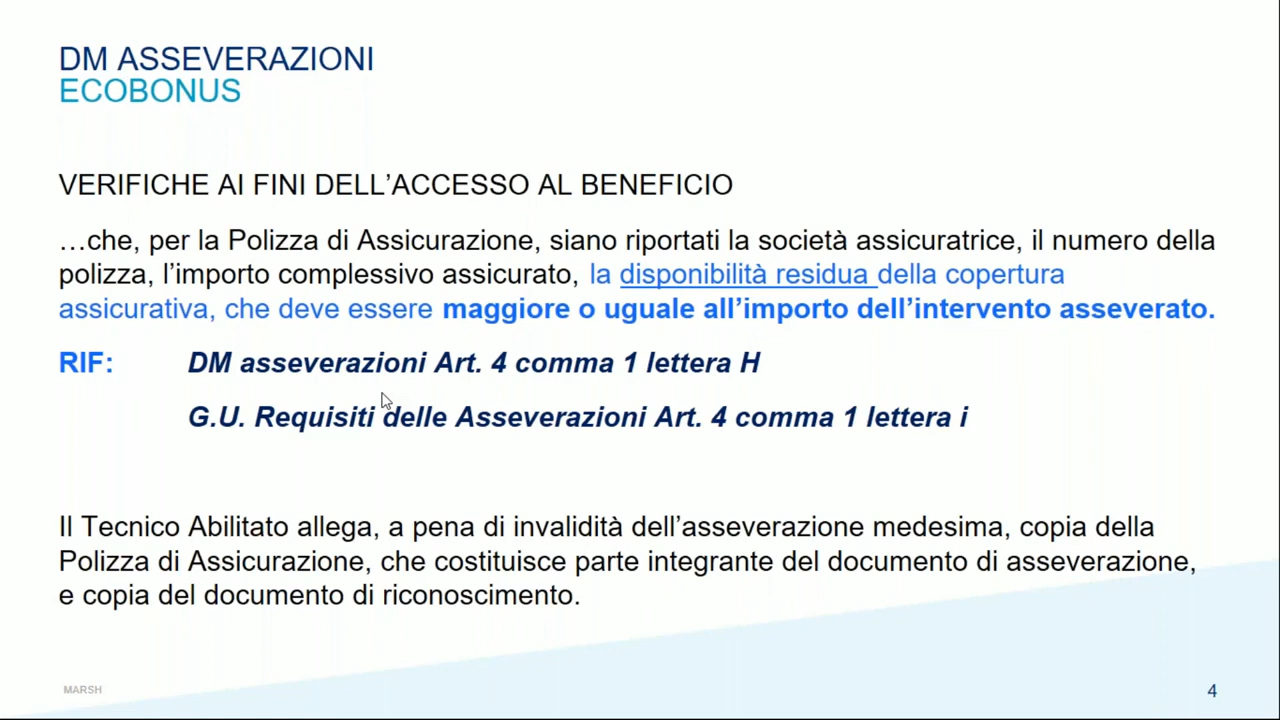 DM ASSEVERAZIONI
ECOBONUS
VERIFICHE AI FINI DELL’ACCESSO AL BENEFICIO
…che, per la Polizza di Assicurazione, siano riportati la società assicuratrice, il numero della
polizza, l’importo complessivo assicurato, la disponibilità residua della copertura
assicurativa, che deve essere maggiore o uguale all’importo dell’intervento asseverato.
RIF: DM asseverazioni Art. 4 comma 1 lettera H
G.U. Requisiti delle Asseverazioni Art. 4 comma 1 lettera i
Il Tecnico Abilitato allega, a pena di invalidità dell’asseverazione medesima, copia della
Polizza di Assicurazione, che costituisce parte integrante del documento di asseverazione,
e copia del documento di riconoscimento.
MARSH
4